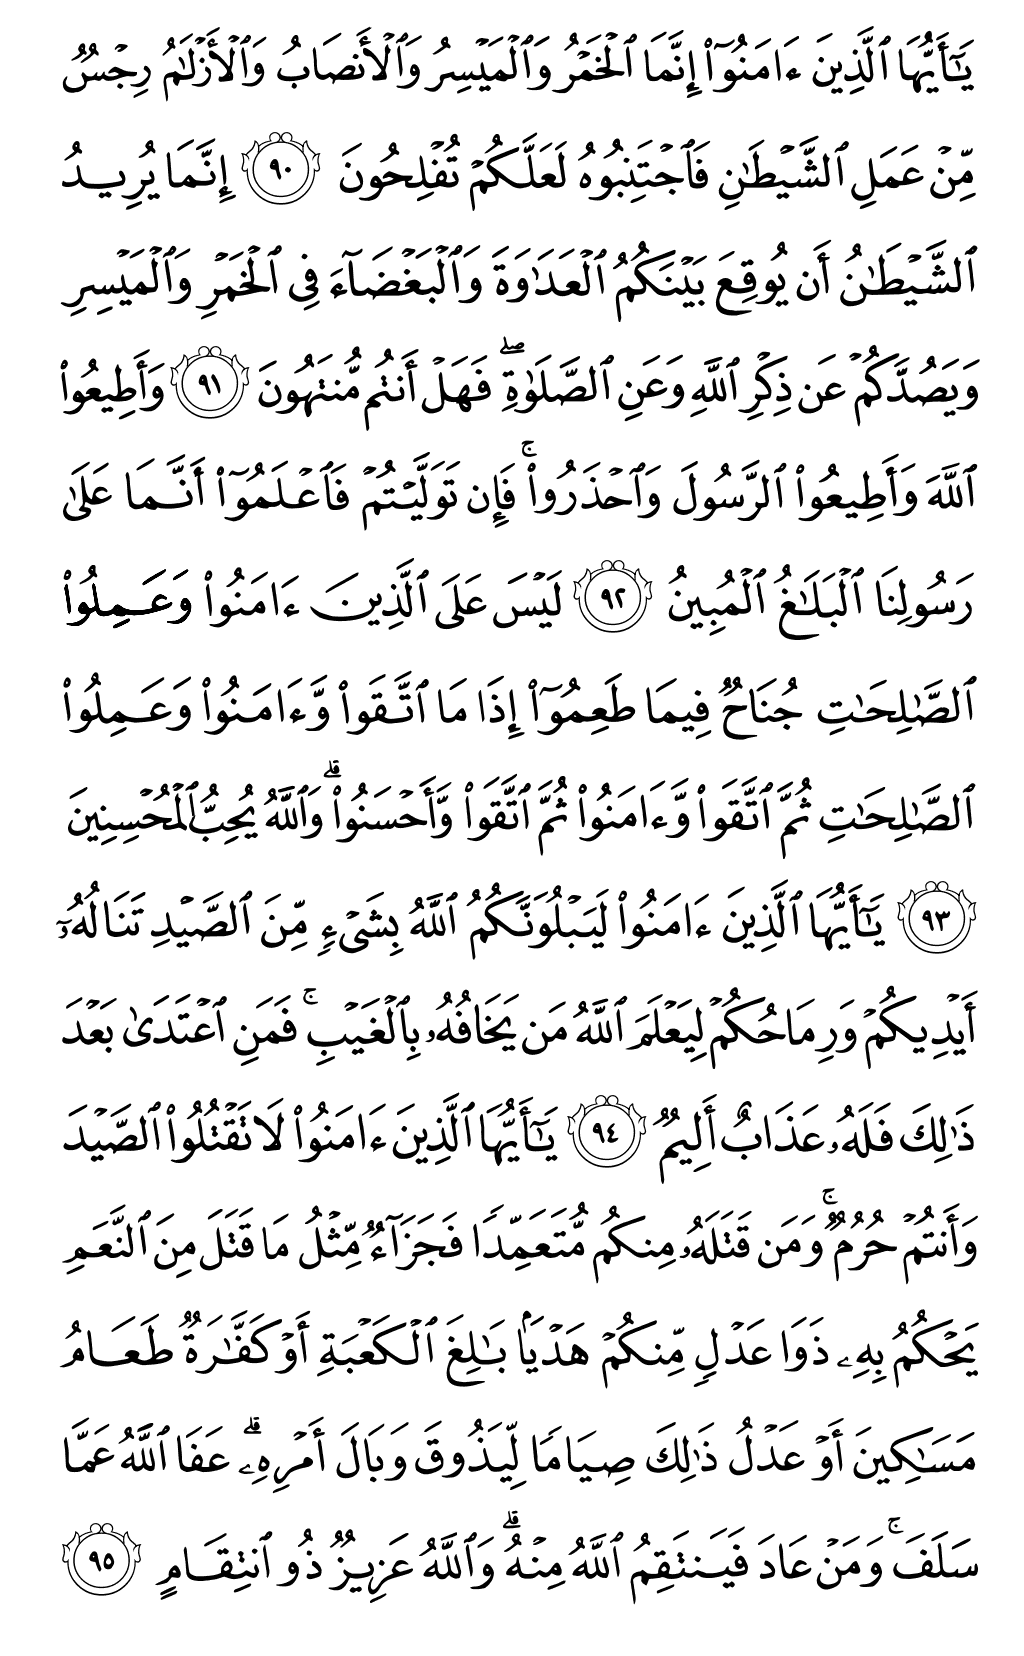 يَٰٓأَيُّهَا ٱلَّذِينَ ءَامَنُوٓا۟ إِنَّمَا ٱلْخَمْرُ وَٱلْمَيْسِرُ وَٱلْأَنصَابُ وَٱلْأَزْلَٰمُ رِجْسٌ
مِّنْ عَمَلِ ٱلشَّيْطَٰنِ فَٱجْتَنِبُوهُ لَعَلَّكُمْ تُفْلِحُونَ ٩٠ إِنَّمَا يُرِيدُ
ٱلشَّيْطَٰنُ أَن يُوقِعَ بَيْنَكُمُ ٱلْعَدَٰوَةَ وَٱلْبَغْضَآءَ فِى ٱلْخَمْرِ وَٱلْمَيْسِرِ
وَيَصُدَّكُمْ عَن ذِكْرِ ٱللَّهِ وَعَنِ ٱلصَّلَوٰةِ ۖ فَهَلْ أَنتُم مُّنتَهُونَ ٩١ وَأَطِيعُوا۟
ٱللَّهَ وَأَطِيعُوا۟ ٱلرَّسُولَ وَٱحْذَرُوا۟ ۚ فَإِن تَوَلَّيْتُمْ فَٱعْلَمُوٓا۟ أَنَّمَا عَلَىٰ
رَسُولِنَا ٱلْبَلَٰغُ ٱلْمُبِينُ ٩٢ لَيْسَ عَلَى ٱلَّذِينَ ءَامَنُوا۟ وَعَمِلُوا۟
ٱلصَّٰلِحَٰتِ جُنَاحٌ فِيمَا طَعِمُوٓا۟ إِذَا مَا ٱتَّقَوا۟ وَّءَامَنُوا۟ وَعَمِلُوا۟
ٱلصَّٰلِحَٰتِ ثُمَّ ٱتَّقَوا۟ وَّءَامَنُوا۟ ثُمَّ ٱتَّقَوا۟ وَّأَحْسَنُوا۟ ۗ وَٱللَّهُ يُحِبُّ ٱلْمُحْسِنِينَ
٩٣ يَٰٓأَيُّهَا ٱلَّذِينَ ءَامَنُوا۟ لَيَبْلُوَنَّكُمُ ٱللَّهُ بِشَىْءٍ مِّنَ ٱلصَّيْدِ تَنَالُهُۥٓ
أَيْدِيكُمْ وَرِمَاحُكُمْ لِيَعْلَمَ ٱللَّهُ مَن يَخَافُهُۥ بِٱلْغَيْبِ ۚ فَمَنِ ٱعْتَدَىٰ بَعْدَ
ذَٰلِكَ فَلَهُۥ عَذَابٌ أَلِيمٌ ٩٤ يَٰٓأَيُّهَا ٱلَّذِينَ ءَامَنُوا۟ لَا تَقْتُلُوا۟ ٱلصَّيْدَ
وَأَنتُمْ حُرُمٌ ۚ وَمَن قَتَلَهُۥ مِنكُم مُّتَعَمِّدًا فَجَزَآءٌ مِّثْلُ مَا قَتَلَ مِنَ ٱلنَّعَمِ
يَحْكُمُ بِهِۦ ذَوَا عَدْلٍ مِّنكُمْ هَدْيًۢا بَٰلِغَ ٱلْكَعْبَةِ أَوْ كَفَّٰرَةٌ طَعَامُ
مَسَٰكِينَ أَوْ عَدْلُ ذَٰلِكَ صِيَامًا لِّيَذُوقَ وَبَالَ أَمْرِهِۦ ۗ عَفَا ٱللَّهُ عَمَّا
سَلَفَ ۚ وَمَنْ عَادَ فَيَنتَقِمُ ٱللَّهُ مِنْهُ ۗ وَٱللَّهُ عَزِيزٌ ذُو ٱنتِقَامٍ ٩٥